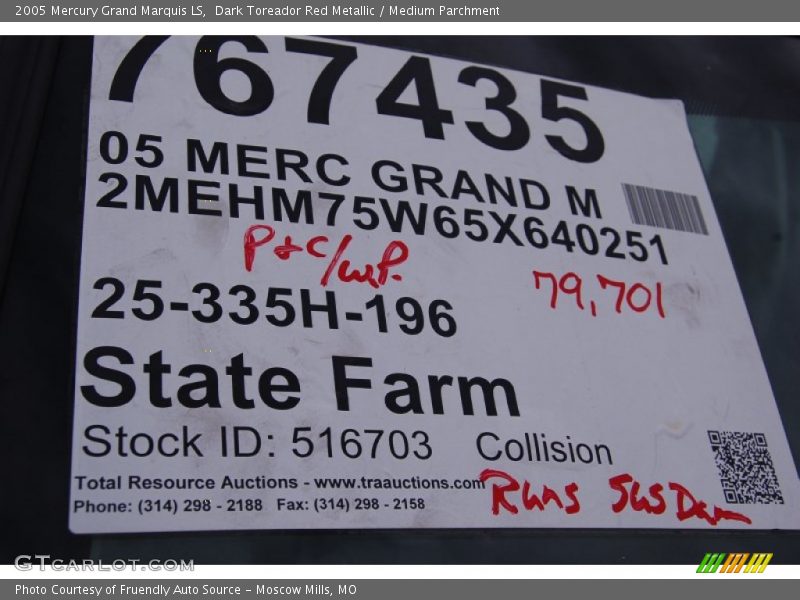 2005 Mercury Grand Marquis LS,  Dark Toreador Red Metallic / Medium Parchment
767435
05 MERC GRAND M
2MEHM75W65X640251
P+C/wP.
79,701
25-335H-196
State Farm
Stock ID: 516703 Collision
Total Resource Auctions - www.traauctions.com
Phone: (314) 298 - 2188 Fax: (314) 298 - 2158
Runs SusDam
GTCARLOT.COM
Photo Courtesy of Fruendly Auto Source – Moscow Mills, MO